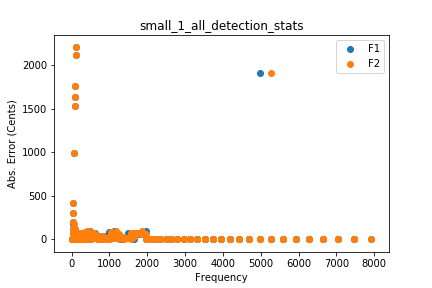 small_1_all_detection_stats
F1
F2
Abs. Error (Cents)
2000
1500
1000
500
0
0 1000 2000 3000 4000 5000 6000 7000 8000
Frequency